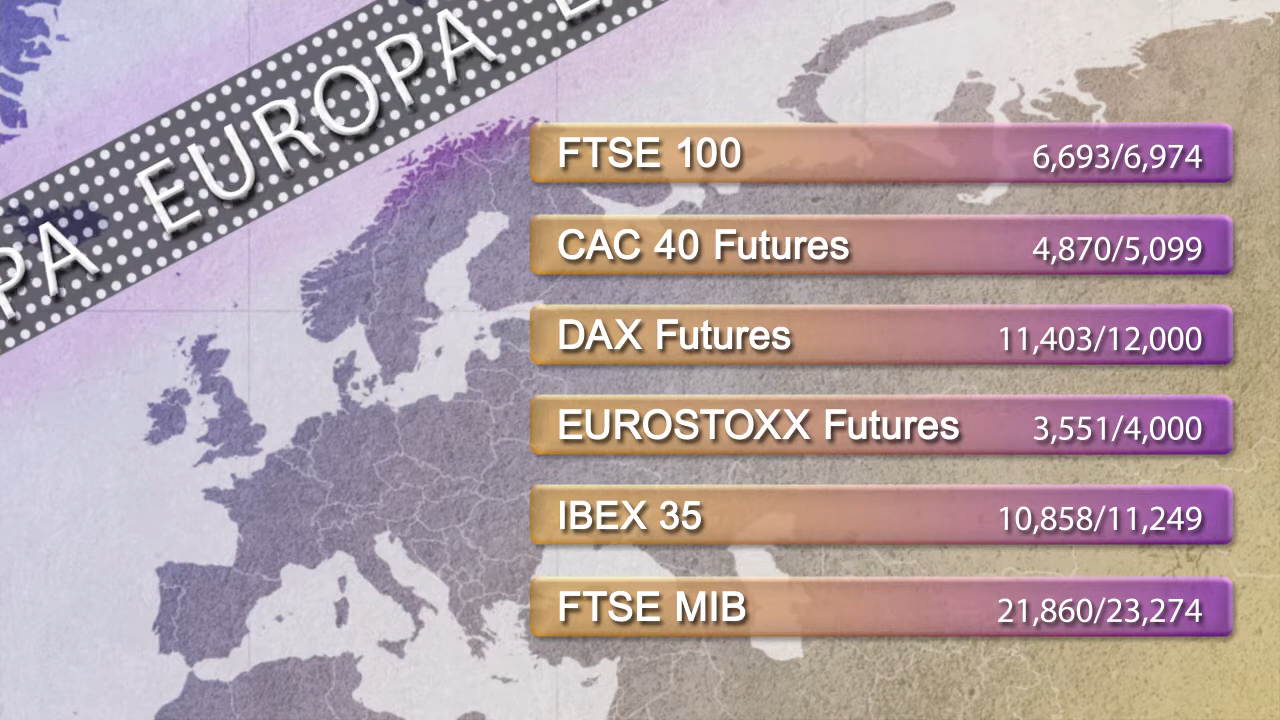 PA EUROPA E
FTSE 100 6,693/6,974
CAC 40 Futures 4,870/5,099
DAX Futures 11,403/12,000
EUROSTOXX Futures 3,551/4,000
IBEX 35 10,858/11,249
FTSE MIB 21,860/23,274